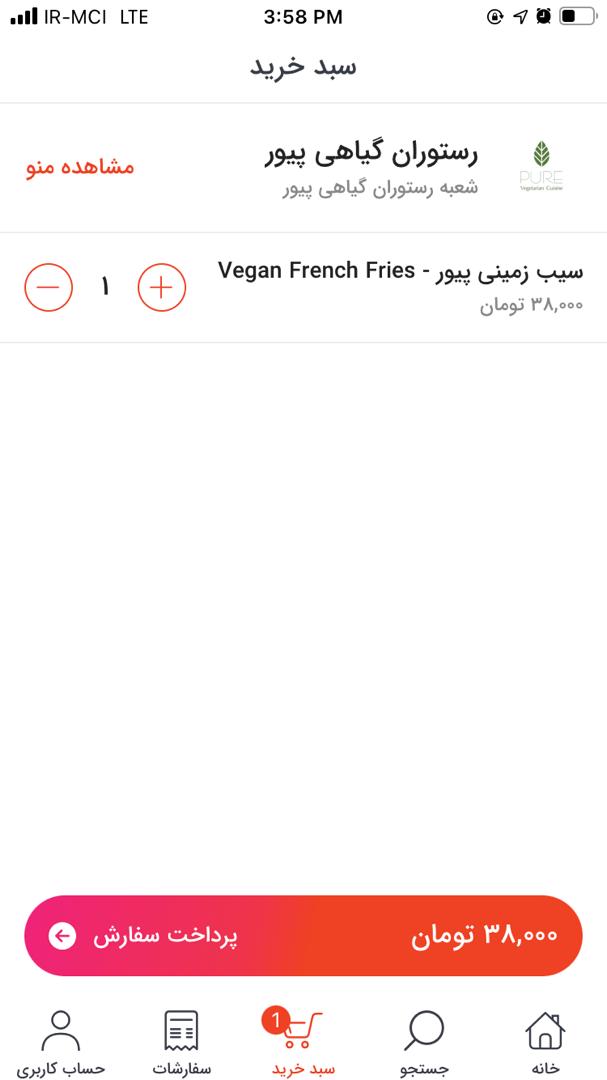 IR-MCI LTE 3:58 PM
سبد خرید
PURE
Vegetarian Cuisine
رستوران گیاهی پیور
شعبه رستوران گیاهی پیور
مشاهده منو
سیب زمینی پیور - Vegan French Fries
۳۸,۰۰۰ تومان
۱
۳۸,۰۰۰ تومان
پرداخت سفارش
خانه
جستجو
1
سبد خرید
سفارشات
حساب کاربری